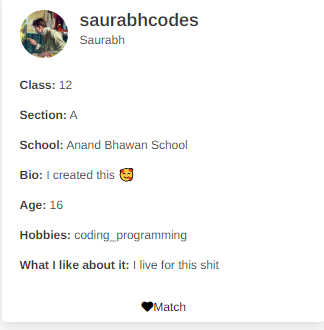 saurabhcodes
Saurabh
Class: 12
Section: A
School: Anand Bhawan School
Bio: I created this 🥰
Age: 16
Hobbies: coding_programming
What I like about it: I live for this shit
♥Match